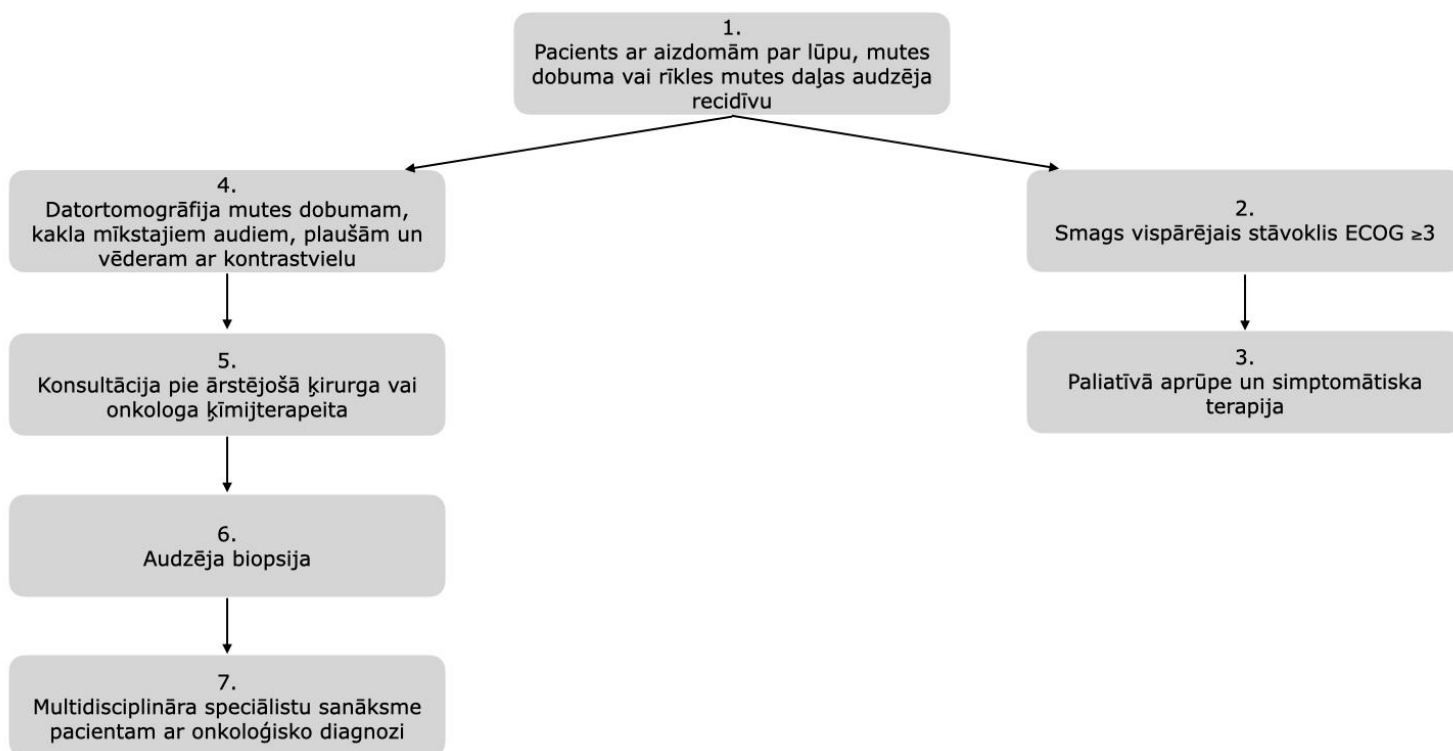 1.
Pacients ar aizdomām par lūpu, mutes
dobuma vai rīkles mutes daļas audzēja
recidīvu
2.
Smags vispārējais stāvoklis ECOG ≥3
3.
Paliatīvā aprūpe un simptomātiska
terapija
4.
Datortomogrāfija mutes dobumam,
kakla mīkstajiem audiem, plaušām un
vēderam ar kontrastvielu
5.
Konsultācija pie ārstējošā ķirurga vai
onkologa ķīmijterapeita
6.
Audzēja biopsija
7.
Multidisciplināra speciālistu sanāksme
pacientam ar onkoloģisko diagnozi